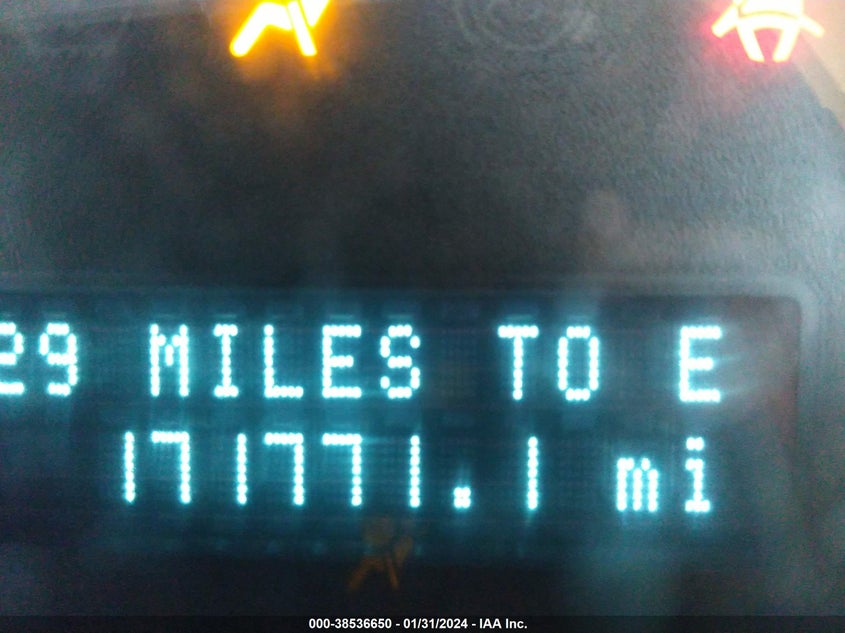 29 MILES TO E
171771.1 mi
000-38536650 - 01/31/2024 - IAA Inc.